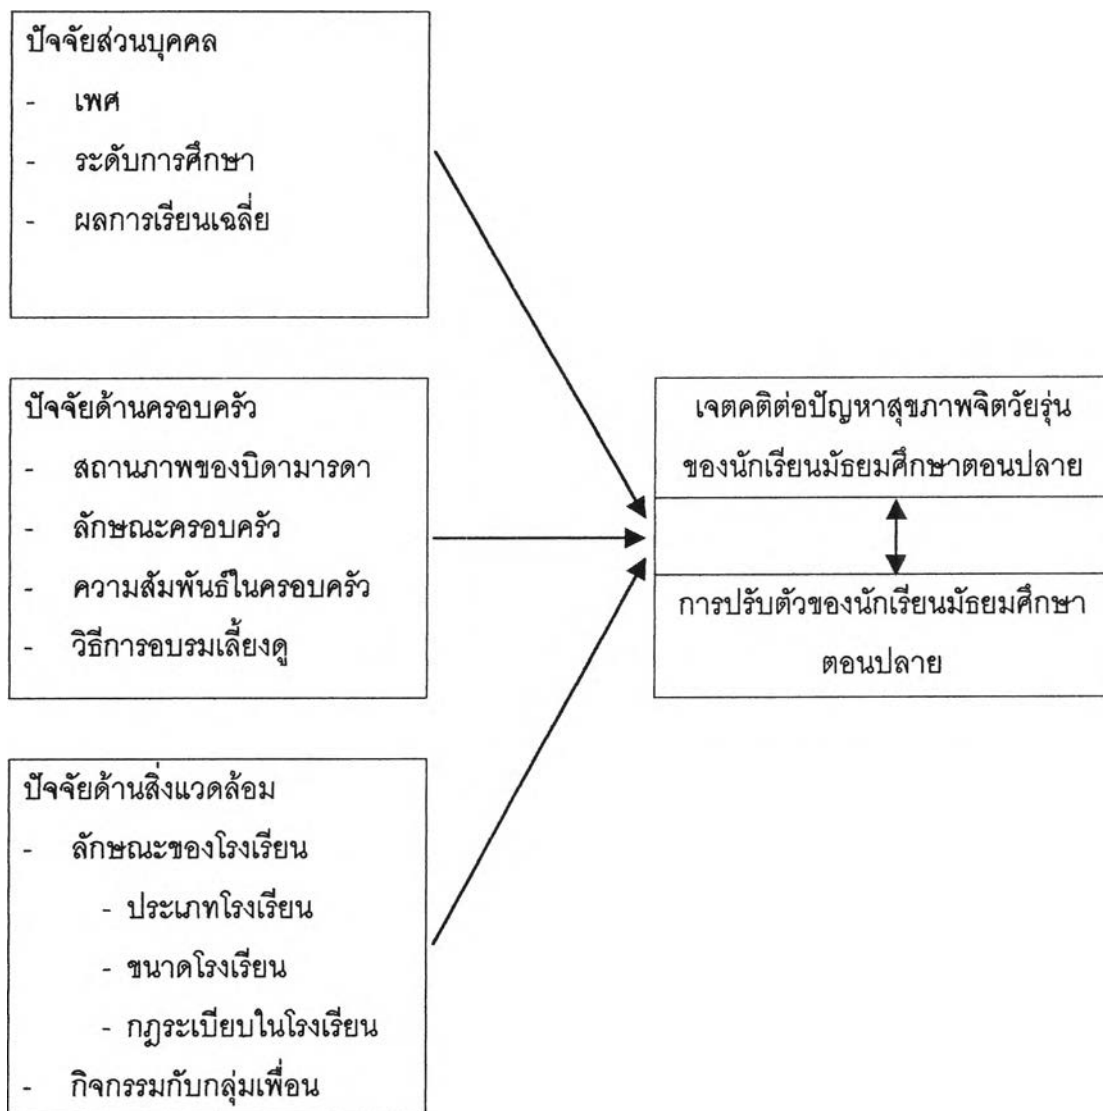 ปัจจัยส่วนบุคคล
- เพศ
- ระดับการศึกษา
- ผลการเรียนเฉลี่ย
ปัจจัยด้านครอบครัว
- สถานภาพของบิดามารดา
- ลักษณะครอบครัว
- ความสัมพันธ์ในครอบครัว
- วิธีการอบรมเลี้ยงดู
ปัจจัยด้านสิ่งแวดล้อม
- ลักษณะของโรงเรียน
- ประเภทโรงเรียน
- ขนาดโรงเรียน
- กฎระเบียบในโรงเรียน
- กิจกรรมกับกลุ่มเพื่อน
เจตคติต่อปัญหาสุขภาพจิตวัยรุ่น
ของนักเรียนมัธยมศึกษาตอนปลาย
การปรับตัวของนักเรียนมัธยมศึกษา
ตอนปลาย